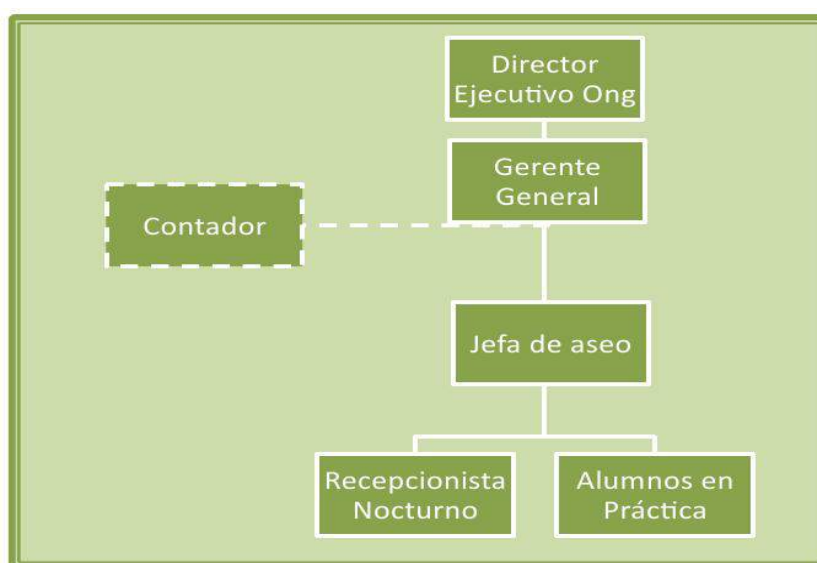 Director
Ejecutivo Ong
Gerente
General
Contador
Jefa de aseo
Recepcionista
Nocturno
Alumnos en
Práctica